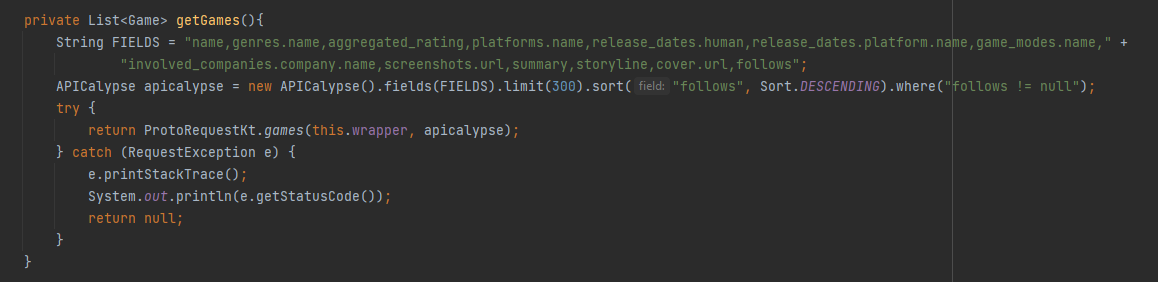 private List<Game> getGames(){
    String FIELDS = "name,genres.name,aggregated_rating,platforms.name,release_dates.human,release_dates.platform.name,game_modes.name," +
            "involved_companies.company.name,screenshots.url,summary,storyline,cover.url,follows";
    APICalypse apicalypse = new APICalypse().fields(FIELDS).limit(300).sort( field: "follows", Sort.DESCENDING).where("follows != null");
    try {
        return ProtoRequestKt.games(this.wrapper, apicalypse);
    } catch (RequestException e) {
        e.printStackTrace();
        System.out.println(e.getStatusCode());
        return null;
    }
}